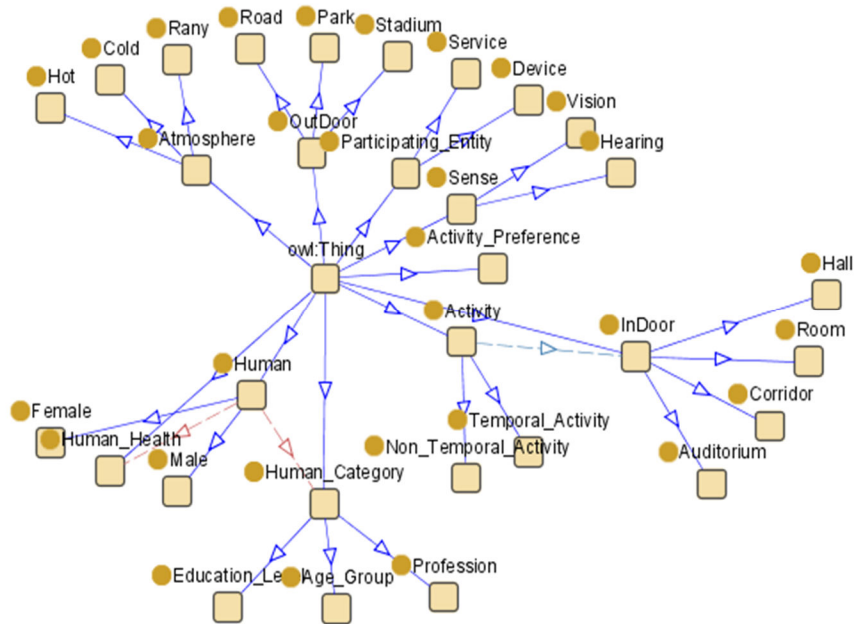 Road
Park
Stadium
Cold
Rany
Service
Hot
Device
Atmosphere
OutDoor
Participating_Entity
Vision
Hearing
Sense
owl:Thing
Activity_Preference
Hall
Activity
InDoor
Room
Human
Corridor
Female
Temporal_Activity
Human_Health
Non_Temporal_Activity
Male
Auditorium
Human_Category
Education_Le
Age_Group
Profession